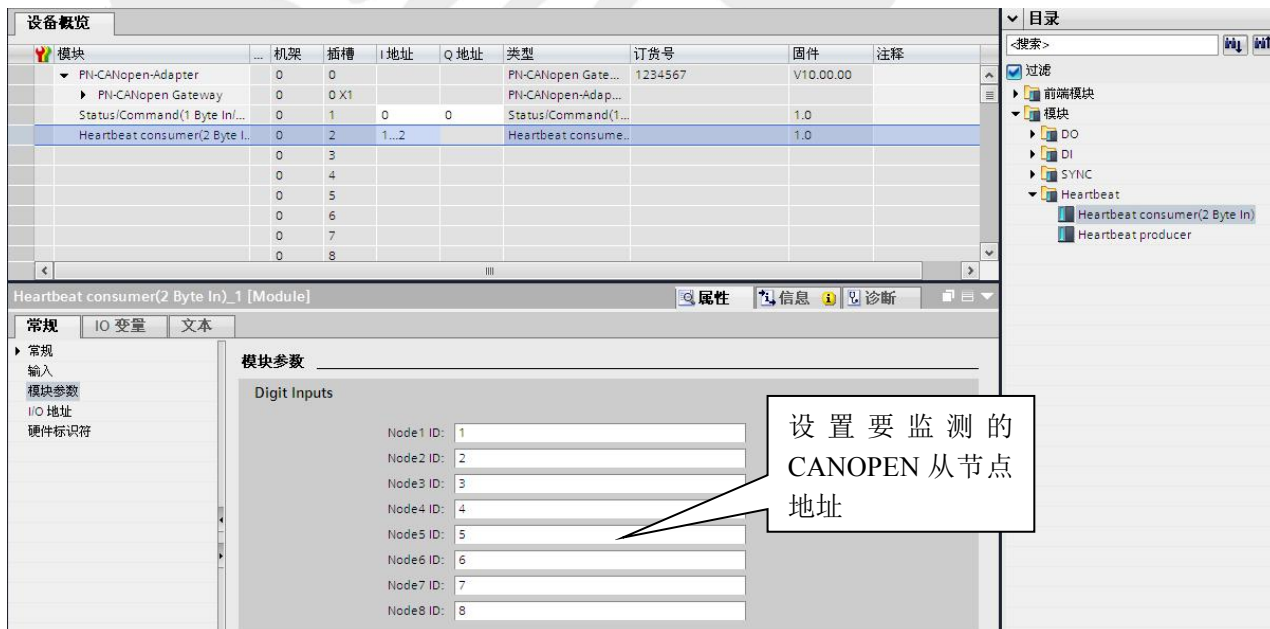 设备概览
模块 ... 机架 插槽 I 地址 Q 地址 类型 订货号 固件 注释
PN-CANopen-Adapter 0 0 PN-CANopen Gate... 1234567 V10.00.00
PN-CANopen Gateway 0 0 X1 PN-CANopen-Adap...
Status/Command(1 Byte In/... 0 1 0 0 Status/Command(1... 1.0
Heartbeat consumer(2 Byte I.. 0 2 1...2 Heartbeat consume.. 1.0
0 3
0 4
0 5
0 6
0 7
0 8
Heartbeat consumer(2 Byte In)_1 [Module]
属性 信息 诊断
常规 IO 变量 文本
常规
输入
模块参数
I/O 地址
硬件标识符
模块参数
Digit Inputs
Node1 ID: 1
Node2 ID: 2
Node3 ID: 3
Node4 ID: 4
Node5 ID: 5
Node6 ID: 6
Node7 ID: 7
Node8 ID: 8
设置要监测的
CANOPEN 从节点
地址
目录
<搜索>
过滤
前端模块
模块
DO
DI
SYNC
Heartbeat
Heartbeat consumer(2 Byte In)
Heartbeat producer